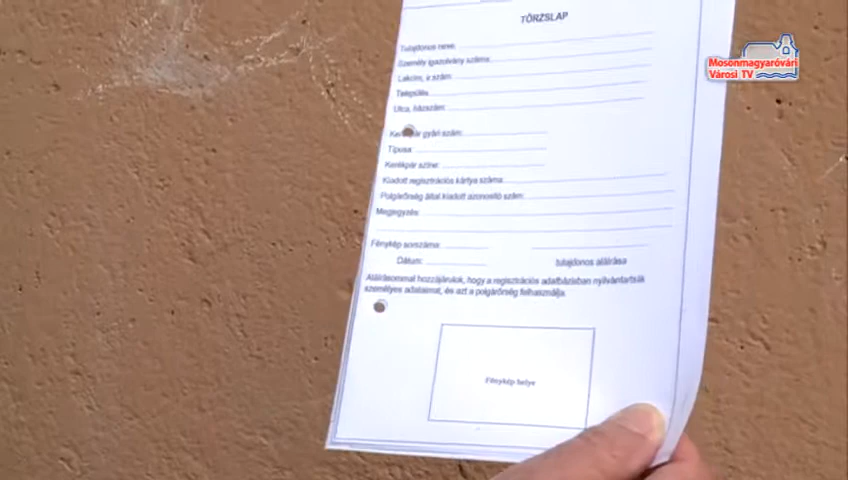 TÖRZSLAP
Tulajdonos neve:
Személy igazolvány száma:
Lakcím, ir.szám:
Település
Utca, házszám:
Kerékpár gyári szám:
Típusa:
Kerékpár színe:
Kiadott regisztrációs kártya száma:
Polgárőrség által kiadott azonosító szám:
Megjegyzés:
Fénykép sorszáma:
Dátum: tulajdonos aláírása
Aláírásommal hozzájárulok, hogy a regisztrációs adatbázisban nyilvántartsák
személyes adataimat, és azt a polgárőrség felhasználja.
Fénykép helye
Mosonmagyaróvári
Városi TV